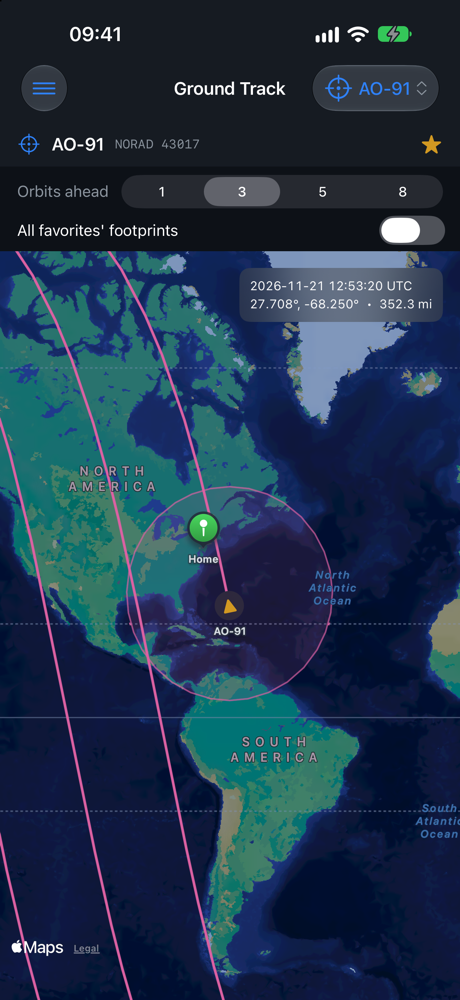 09:41
Ground Track
AO-91
AO-91 NORAD 43017
Orbits ahead 1 3 5 8
All favorites' footprints
2026-11-21 12:53:20 UTC
27.708°, -68.250° • 352.3 mi
NORTH
AMERICA
Home
North
Atlantic
Ocean
AO-91
SOUTH
AMERICA
South
Atlantic
Ocean
Maps Legal